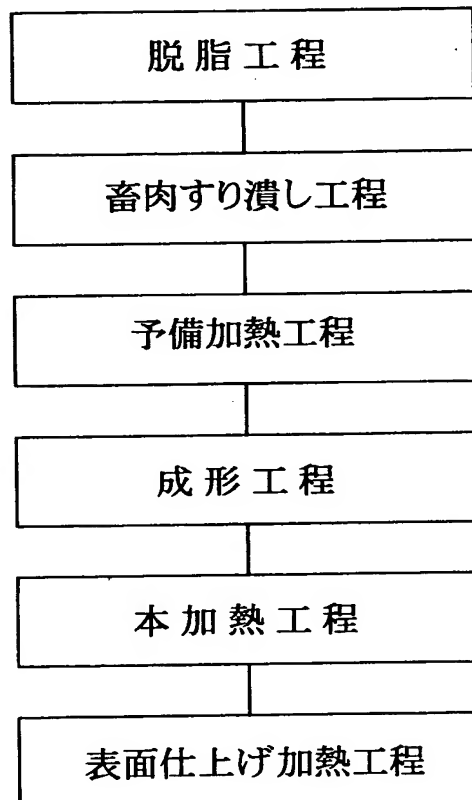 脱脂工程
畜肉すり潰し工程
予備加熱工程
成形工程
本加熱工程
表面仕上げ加熱工程